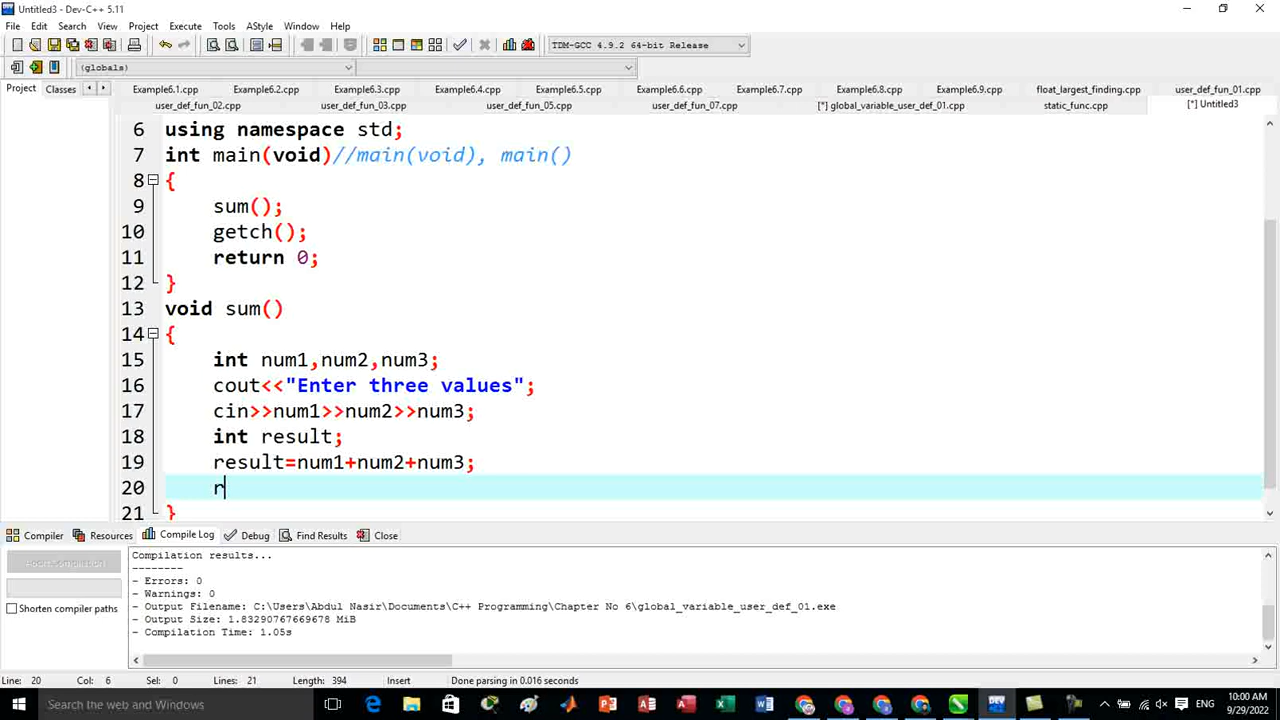 Untitled3 - Dev-C++ 5.11
File Edit Search View Project Execute Tools AStyle Window Help
TDM-GCC 4.9.2 64-bit Release
(globals)
Project Classes
Example6.1.cpp Example6.2.cpp Example6.3.cpp Example6.4.cpp Example6.5.cpp Example6.6.cpp Example6.7.cpp Example6.8.cpp Example6.9.cpp float_largest_finding.cpp user_def_fun_01.cpp
user_def_fun_02.cpp user_def_fun_03.cpp user_def_fun_05.cpp user_def_fun_07.cpp [*] global_variable_user_def_01.cpp static_func.cpp [*] Untitled3
6 using namespace std;
7 int main(void)//main(void), main()
8 {
9 sum();
10 getch();
11 return 0;
12 }
13 void sum()
14 {
15 int num1,num2,num3;
16 cout<<"Enter three values";
17 cin>>num1>>num2>>num3;
18 int result;
19 result=num1+num2+num3;
20 r
21 }
Compiler Resources Compile Log Debug Find Results Close
Abort Compilation
Shorten compiler paths
Compilation results...
--------
- Errors: 0
- Warnings: 0
- Output Filename: C:\Users\Abdul Nasir\Documents\C++ Programming\Chapter No 6\global_variable_user_def_01.exe
- Output Size: 1.83290767669678 MiB
- Compilation Time: 1.05s
Line: 20 Col: 6 Sel: 0 Lines: 21 Length: 394 Insert Done parsing in 0.016 seconds
Search the web and Windows
ENG
10:00 AM
9/29/2022